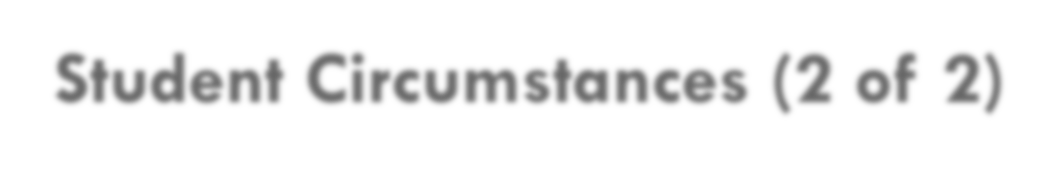 Student Circumstances (2 of 2)